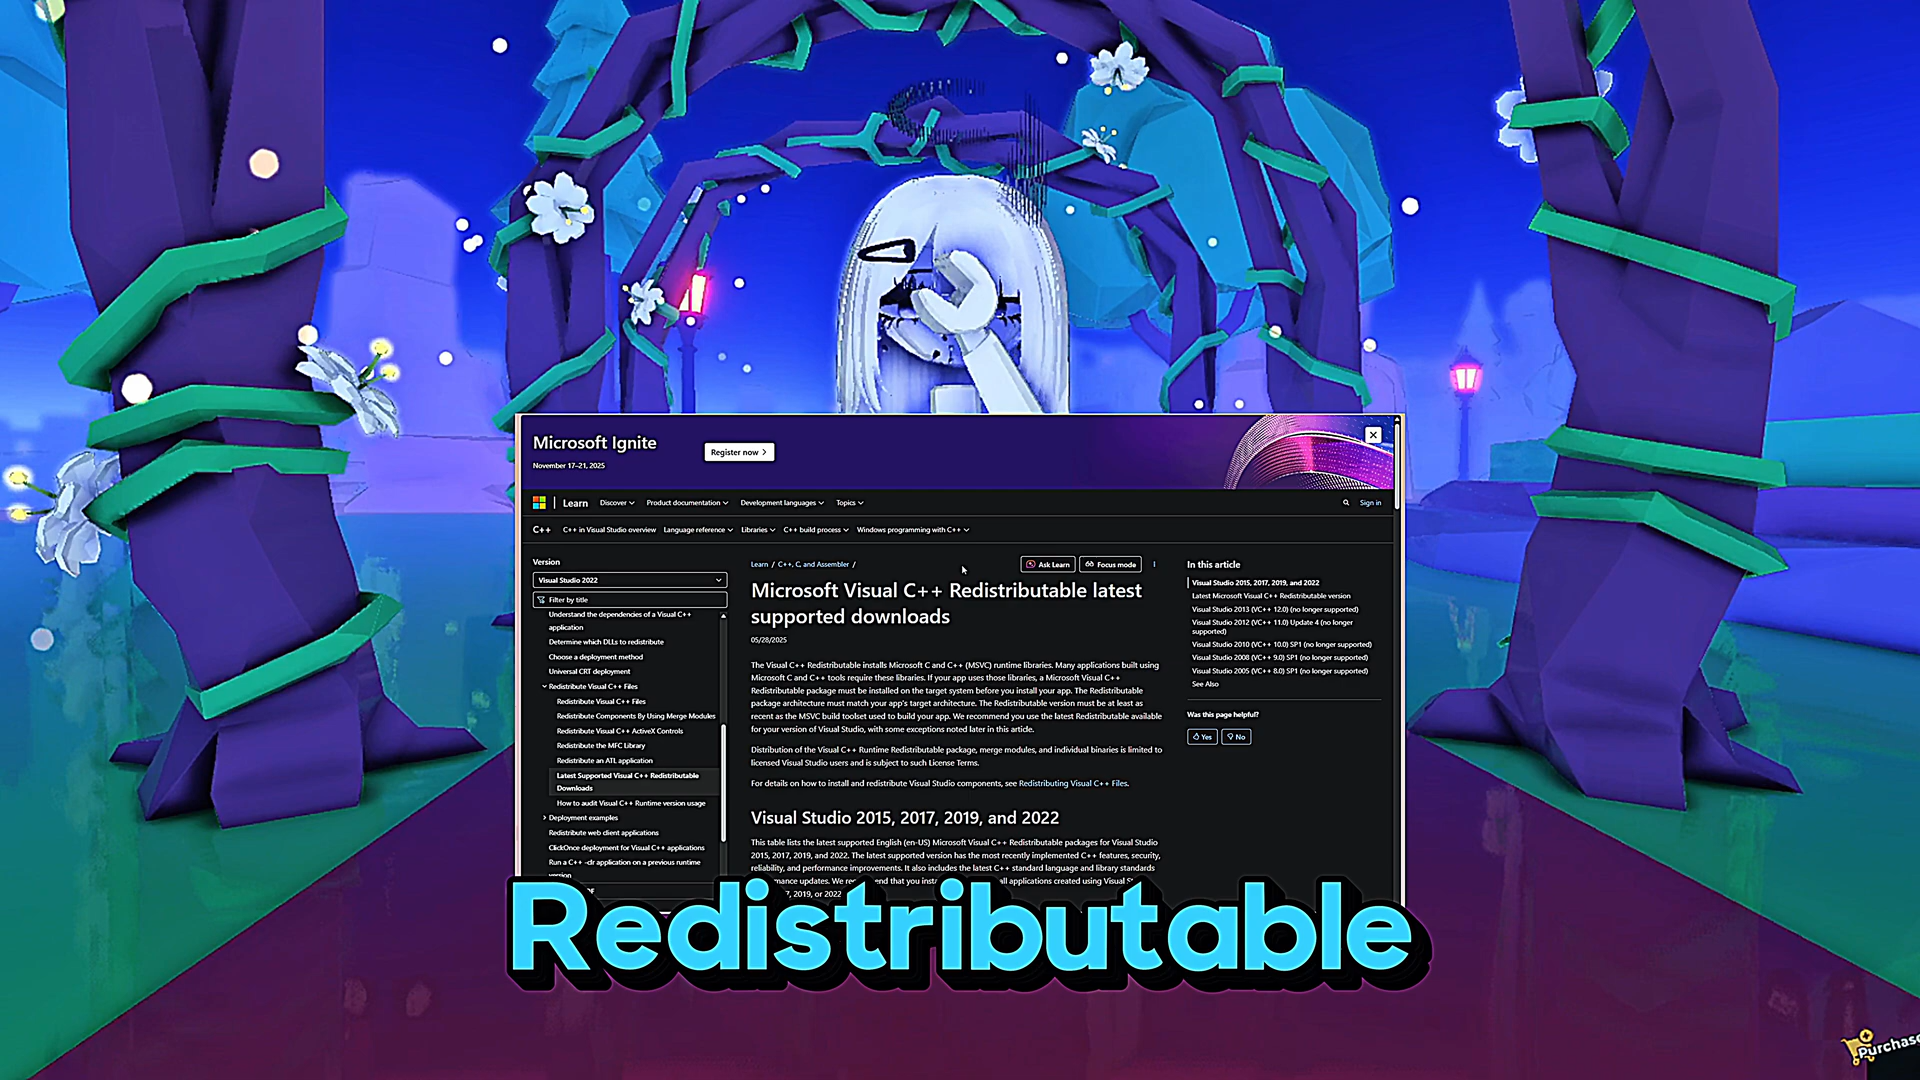 Microsoft Ignite
November 17–21, 2025
Register now
Learn
Discover
Product documentation
Development languages
Topics
Sign in
C++
C++ in Visual Studio overview
Language reference
Libraries
C++ build process
Windows programming with C++
Version
Visual Studio 2022
Filter by title
Understand the dependencies of a Visual C++
application
Determine which DLLs to redistribute
Choose a deployment method
Universal CRT deployment
Redistribute Visual C++ Files
Redistribute Visual C++ Files
Redistribute Components By Using Merge Modules
Redistribute Visual C++ ActiveX Controls
Redistribute the MFC Library
Redistribute an ATL application
Latest Supported Visual C++ Redistributable
Downloads
How to audit Visual C++ Runtime version usage
Deployment examples
Redistribute web client applications
ClickOnce deployment for Visual C++ applications
Run a C++ -clr application on a previous runtime
version
Learn / C++, C, and Assembler /
Ask Learn
Focus mode
Microsoft Visual C++ Redistributable latest
supported downloads
05/28/2025
The Visual C++ Redistributable installs Microsoft C and C++ (MSVC) runtime libraries. Many applications built using
Microsoft C and C++ tools require these libraries. If your app uses those libraries, a Microsoft Visual C++
Redistributable package must be installed on the target system before you install your app. The Redistributable
package architecture must match your app's target architecture. The Redistributable version must be at least as
recent as the MSVC build toolset used to build your app. We recommend you use the latest Redistributable available
for your version of Visual Studio, with some exceptions noted later in this article.
Distribution of the Visual C++ Runtime Redistributable package, merge modules, and individual binaries is limited to
licensed Visual Studio users and is subject to such License Terms.
For details on how to install and redistribute Visual Studio components, see Redistributing Visual C++ Files.
Visual Studio 2015, 2017, 2019, and 2022
This table lists the latest supported English (en-US) Microsoft Visual C++ Redistributable packages for Visual Studio
2015, 2017, 2019, and 2022. The latest supported version has the most recently implemented C++ features, security,
reliability, and performance improvements. It also includes the latest C++ standard language and library standards
updates. We that you all applications created using Visual
2019, or 2022
In this article
Visual Studio 2015, 2017, 2019, and 2022
Latest Microsoft Visual C++ Redistributable version
Visual Studio 2013 (VC++ 12.0) (no longer supported)
Visual Studio 2012 (VC++ 11.0) Update 4 (no longer
supported)
Visual Studio 2010 (VC++ 10.0) SP1 (no longer supported)
Visual Studio 2008 (VC++ 9.0) SP1 (no longer supported)
Visual Studio 2005 (VC++ 8.0) SP1 (no longer supported)
See Also
Was this page helpful?
Yes
No
Redistributable